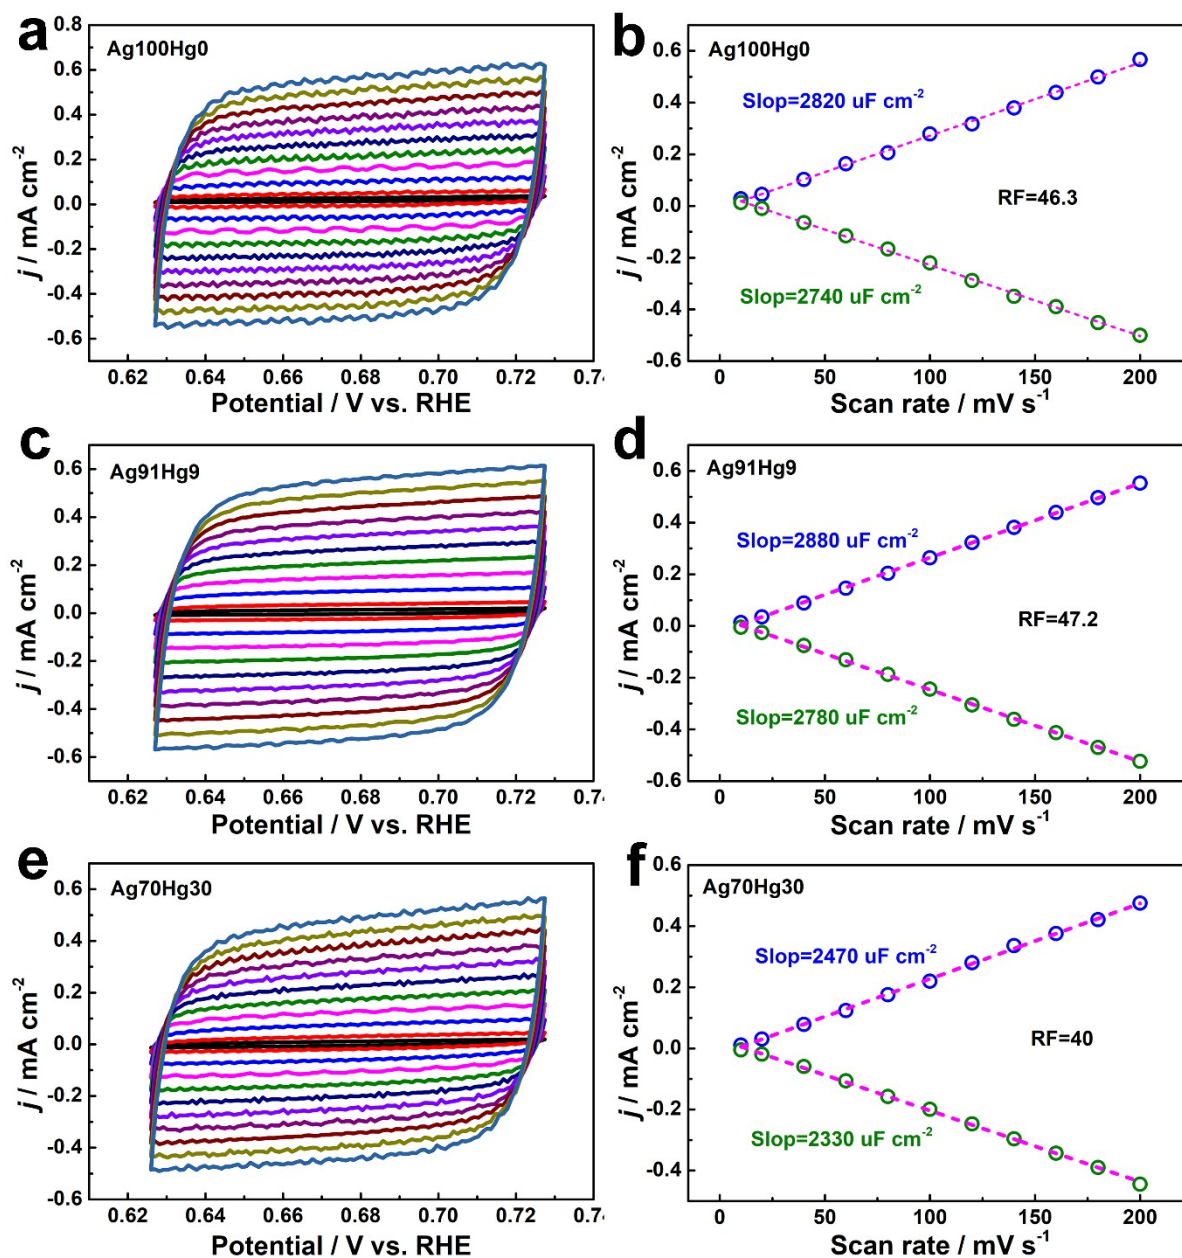 a
Ag100Hg0
0.8
0.6
0.4
0.2
0.0
-0.2
-0.4
-0.6
j / mA cm-2
0.62 0.64 0.66 0.68 0.70 0.72 0.7
Potential / V vs. RHE
b
Ag100Hg0
0.6
0.4
0.2
0.0
-0.2
-0.4
-0.6
j / mA cm-2
Slop=2820 uF cm-2
RF=46.3
Slop=2740 uF cm-2
0 50 100 150 200
Scan rate / mV s-1
c
Ag91Hg9
0.6
0.4
0.2
0.0
-0.2
-0.4
-0.6
j / mA cm-2
0.62 0.64 0.66 0.68 0.70 0.72 0.7
Potential / V vs. RHE
d
Ag91Hg9
0.6
0.4
0.2
0.0
-0.2
-0.4
-0.6
j / mA cm-2
Slop=2880 uF cm-2
RF=47.2
Slop=2780 uF cm-2
0 50 100 150 200
Scan rate / mV s-1
e
Ag70Hg30
0.6
0.4
0.2
0.0
-0.2
-0.4
-0.6
j / mA cm-2
0.62 0.64 0.66 0.68 0.70 0.72 0.7
Potential / V vs. RHE
f
Ag70Hg30
0.6
0.4
0.2
0.0
-0.2
-0.4
j / mA cm-2
Slop=2470 uF cm-2
RF=40
Slop=2330 uF cm-2
0 50 100 150 200
Scan rate / mV s-1